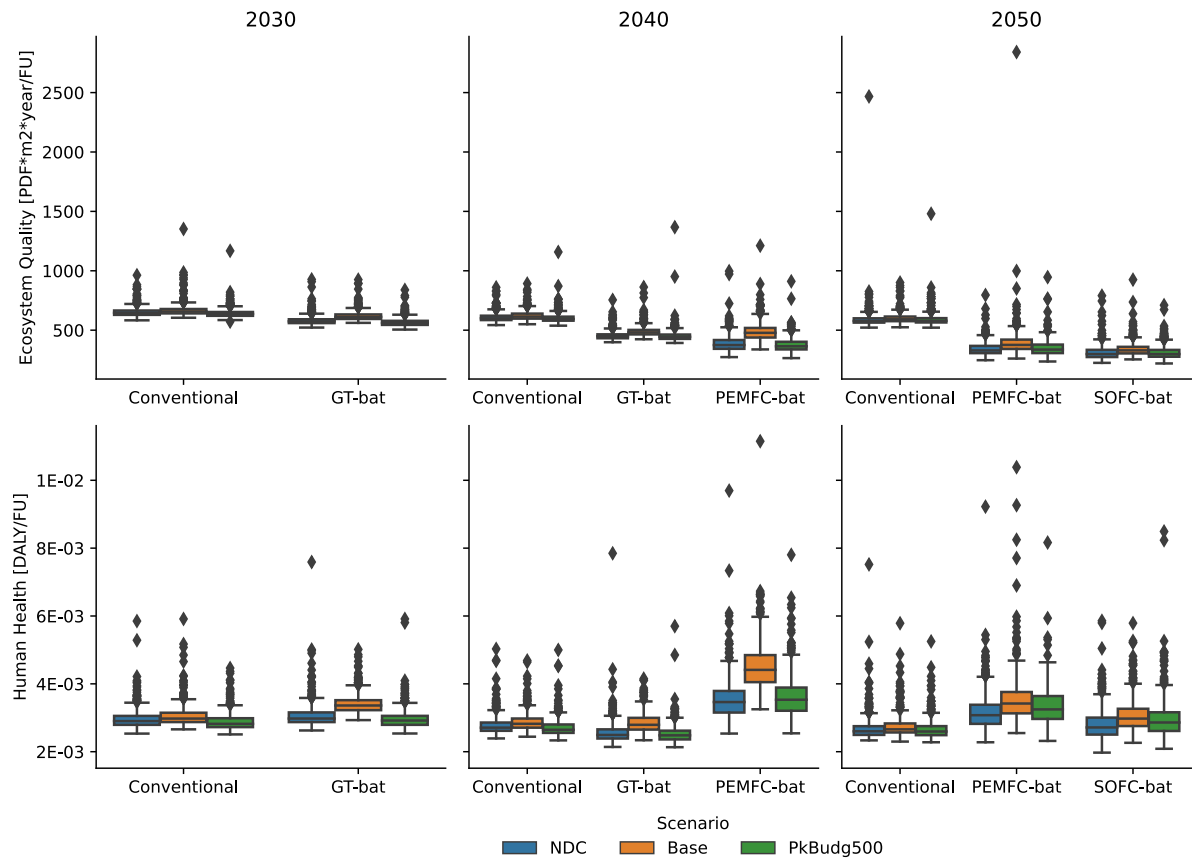 2030
2040
2050
Ecosystem Quality [PDF*m2*year/FU]
2500
2000
1500
1000
500
Conventional
GT-bat
Conventional
GT-bat
PEMFC-bat
Conventional
PEMFC-bat
SOFC-bat
Human Health [DALY/FU]
1E-02
8E-03
6E-03
4E-03
2E-03
Conventional
GT-bat
Conventional
GT-bat
PEMFC-bat
Conventional
PEMFC-bat
SOFC-bat
Scenario
NDC
Base
PkBudg500